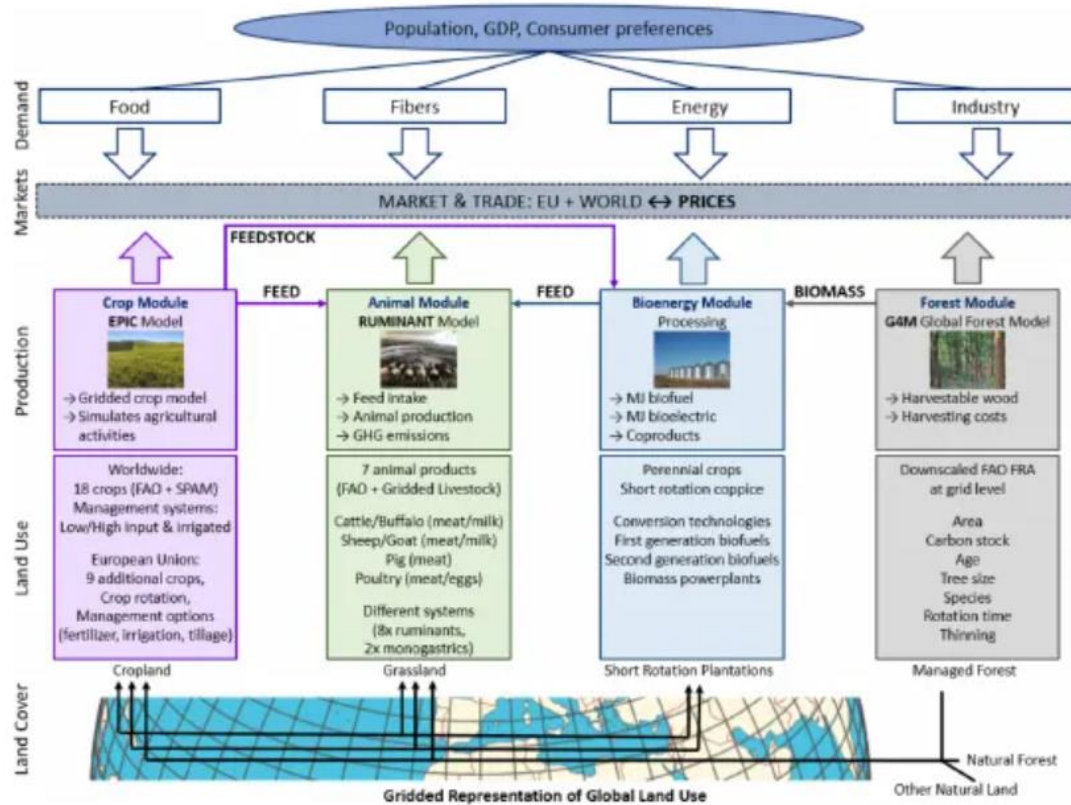 Population, GDP, Consumer preferences
Demand
Food
Fibers
Energy
Industry
Markets
MARKET & TRADE: EU + WORLD ↔ PRICES
FEEDSTOCK
FEED
FEED
BIOMASS
Production
Crop Module
EPIC Model
→ Gridded crop model
→ Simulates agricultural
activities
Animal Module
RUMINANT Model
→ Feed intake
→ Animal production
→ GHG emissions
Bioenergy Module
Processing
→ MJ biofuel
→ MJ bioelectric
→ Coproducts
Forest Module
G4M Global Forest Model
→ Harvestable wood
→ Harvesting costs
Land Use
Worldwide:
18 crops (FAO + SPAM)
Management systems:
Low/High input & irrigated
European Union:
9 additional crops,
Crop rotation,
Management options
(fertilizer, irrigation, tillage)
7 animal products
(FAO + Gridded Livestock)
Cattle/Buffalo (meat/milk)
Sheep/Goat (meat/milk)
Pig (meat)
Poultry (meat/eggs)
Different systems
(8x ruminants,
2x monogastrics)
Perennial crops
Short rotation coppice
Conversion technologies
First generation biofuels
Second generation biofuels
Biomass powerplants
Downscaled FAO FRA
at grid level
Area
Carbon stock
Age
Tree size
Species
Rotation time
Thinning
Land Cover
Cropland
Grassland
Short Rotation Plantations
Managed Forest
Natural Forest
Other Natural Land
Gridded Representation of Global Land Use